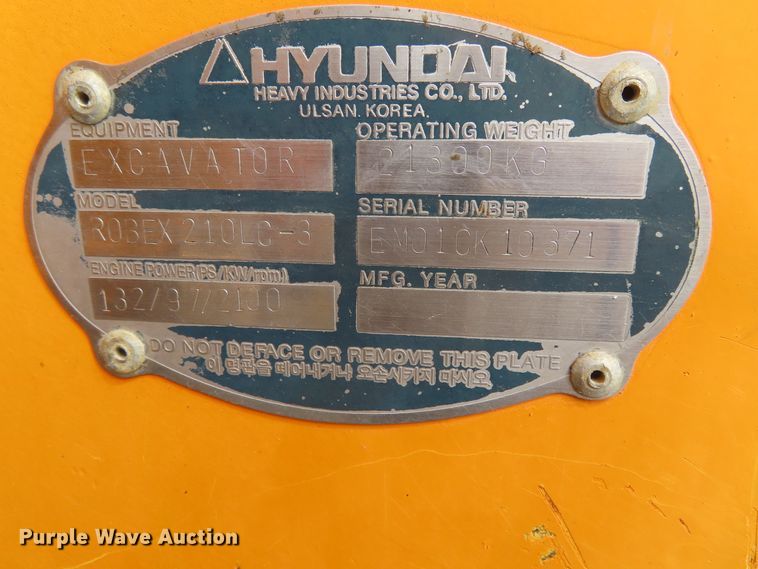 HYUNDAI
HEAVY INDUSTRIES CO., LTD.
ULSAN. KOREA.
EQUIPMENT OPERATING WEIGHT
EXCAVATOR 21300KG
MODEL SERIAL NUMBER
ROBEX 210LC-3 EM010K10371
ENGINE POWER(PS/KW/rpm) MFG. YEAR
132/97/2100
DO NOT DEFACE OR REMOVE THIS PLATE
이 명판을 떼어내거나 오손시키지 마시오
Purple Wave Auction